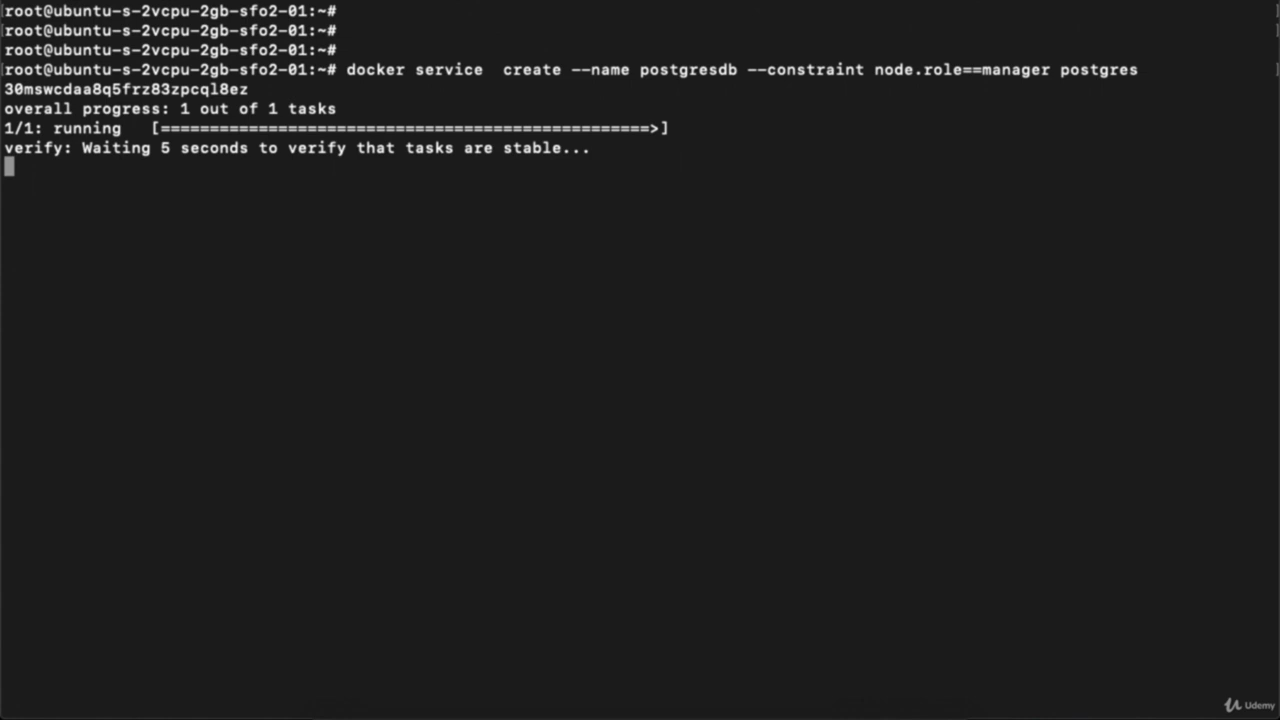 root@ubuntu-s-2vcpu-2gb-sfo2-01:~#
root@ubuntu-s-2vcpu-2gb-sfo2-01:~#
root@ubuntu-s-2vcpu-2gb-sfo2-01:~#
root@ubuntu-s-2vcpu-2gb-sfo2-01:~# docker service  create --name postgresdb --constraint node.role==manager postgres
30mswcdaa8q5frz83zpcql8ez
overall progress: 1 out of 1 tasks
1/1: running   [==================================================>]
verify: Waiting 5 seconds to verify that tasks are stable...
Udemy